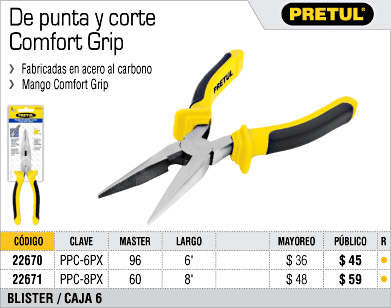 De punta y corte
Comfort Grip
PRETUL
Fabricadas en acero al carbono
Mango Comfort Grip
PRETUL
CÓDIGO CLAVE MASTER LARGO MAYOREO PÚBLICO R
22670 PPC-6PX 96 6' $ 36 $ 45
22671 PPC-8PX 60 8' $ 48 $ 59
BLISTER / CAJA 6